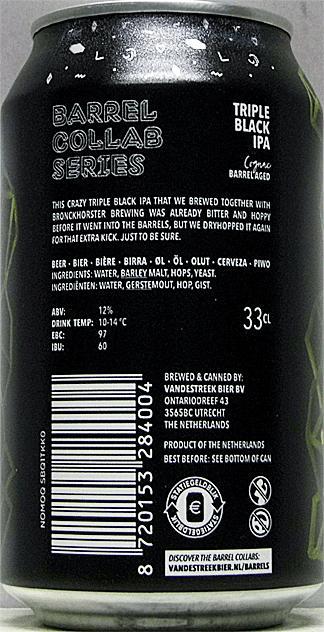 BARREL
COLLAB
SERIES
TRIPLE
BLACK
IPA
Cognac
BARREL AGED
THIS CRAZY TRIPLE BLACK IPA THAT WE BREWED TOGETHER WITH
BRONCKHORSTER BREWING WAS ALREADY BITTER AND HOPPY
BEFORE IT WENT INTO THE BARRELS, BUT WE DRYHOPPED IT AGAIN
FOR THAT EXTRA KICK. JUST TO BE SURE.
BEER · BIER · BIÈRE · BIRRA · ØL · ÖL · OLUT · CERVEZA · PIWO
INGREDIENTS: WATER, BARLEY MALT, HOPS, YEAST.
INGREDIËNTEN: WATER, GERSTEMOUT, HOP, GIST.
ABV: 12%
DRINK TEMP: 10-14 °C
EBC: 97
IBU: 60
33CL
NOMOQ SBQITKKO
8 720153 284004
BREWED & CANNED BY:
VANDESTREEK BIER BV
ONTARIODREEF 43
3565BC UTRECHT
THE NETHERLANDS
PRODUCT OF THE NETHERLANDS
BEST BEFORE: SEE BOTTOM OF CAN
STATIEGELDBLIK
€
STATIEGELDBLIK
DISCOVER THE BARREL COLLABS:
VANDESTREEKBIER.NL/BARRELS